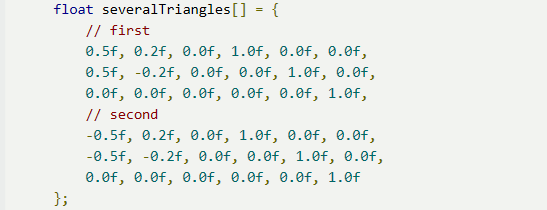 float severalTriangles[] = {
// first
0.5f, 0.2f, 0.0f, 1.0f, 0.0f, 0.0f,
0.5f, -0.2f, 0.0f, 0.0f, 1.0f, 0.0f,
0.0f, 0.0f, 0.0f, 0.0f, 0.0f, 1.0f,
// second
-0.5f, 0.2f, 0.0f, 1.0f, 0.0f, 0.0f,
-0.5f, -0.2f, 0.0f, 0.0f, 1.0f, 0.0f,
0.0f, 0.0f, 0.0f, 0.0f, 0.0f, 1.0f
};